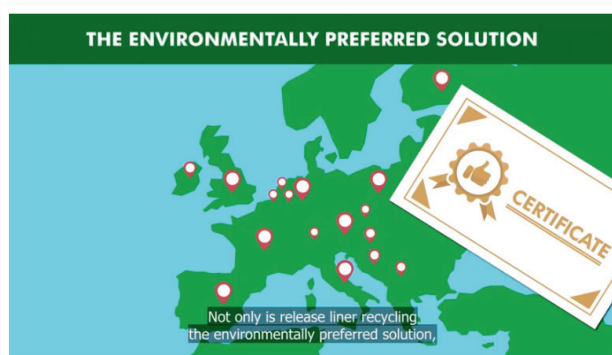 THE ENVIRONMENTALLY PREFERRED SOLUTION
CERTIFICATE
Not only is release liner recycling,
the environmentally preferred solution,